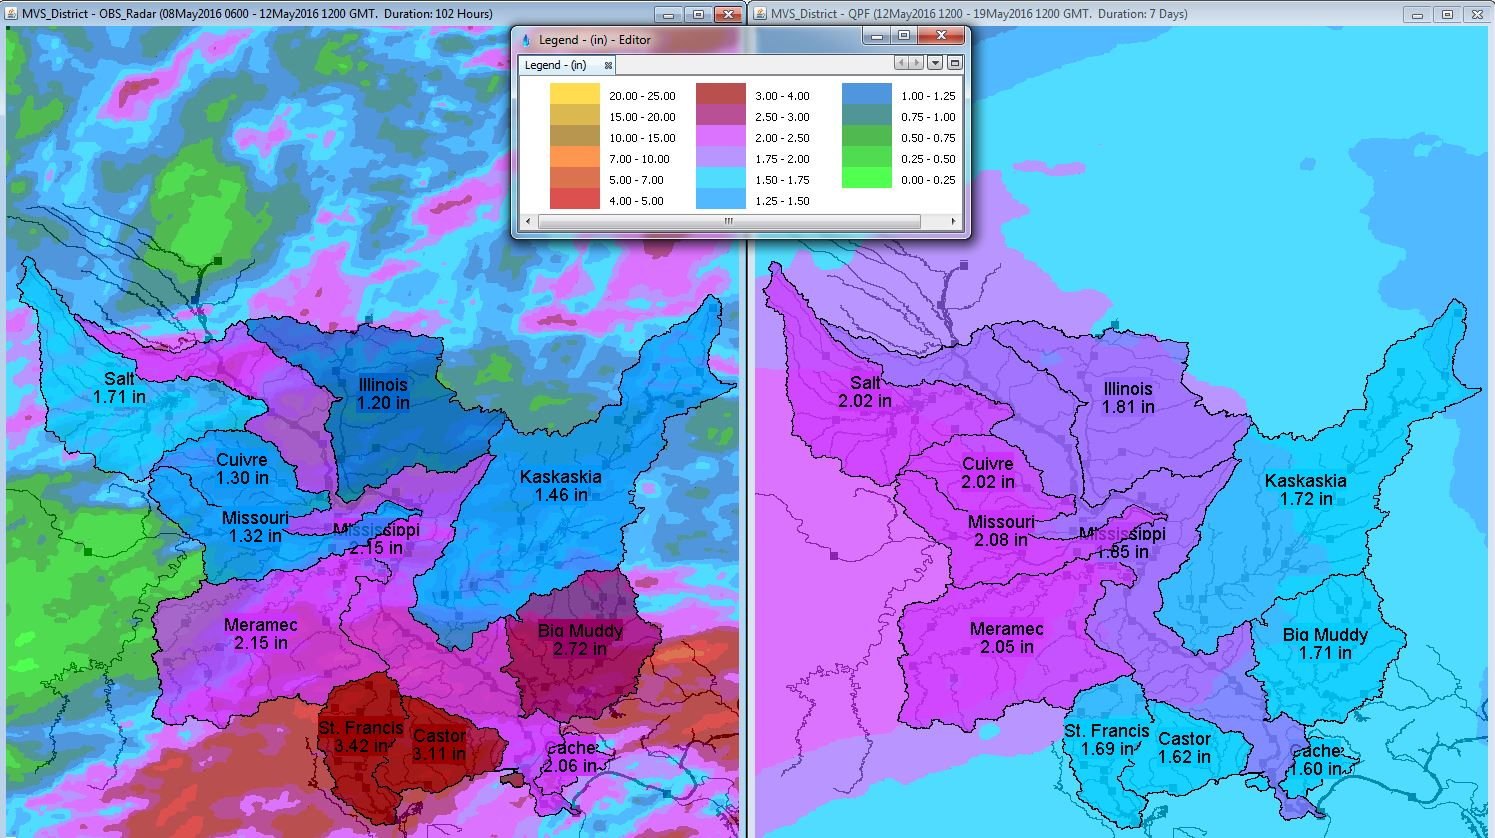 MVS_District - OBS_Radar (08May2016 0600 - 12May2016 1200 GMT. Duration: 102 Hours)
MVS_District - QPF (12May2016 1200 - 19May2016 1200 GMT. Duration: 7 Days)
Legend - (in) - Editor
Legend - (in)
20.00 - 25.00
15.00 - 20.00
10.00 - 15.00
7.00 - 10.00
5.00 - 7.00
4.00 - 5.00
3.00 - 4.00
2.50 - 3.00
2.00 - 2.50
1.75 - 2.00
1.50 - 1.75
1.25 - 1.50
1.00 - 1.25
0.75 - 1.00
0.50 - 0.75
0.25 - 0.50
0.00 - 0.25
Salt
1.71 in
Illinois
1.20 in
Cuivre
1.30 in
Kaskaskia
1.46 in
Missouri
1.32 in
Mississippi
2.15 in
Meramec
2.15 in
Big Muddy
2.72 in
St. Francis
3.42 in
Castor
3.11 in
Cache
2.06 in
Salt
2.02 in
Illinois
1.81 in
Cuivre
2.02 in
Kaskaskia
1.72 in
Missouri
2.08 in
Mississippi
1.85 in
Meramec
2.05 in
Big Muddy
1.71 in
St. Francis
1.69 in
Castor
1.62 in
Cache
1.60 in